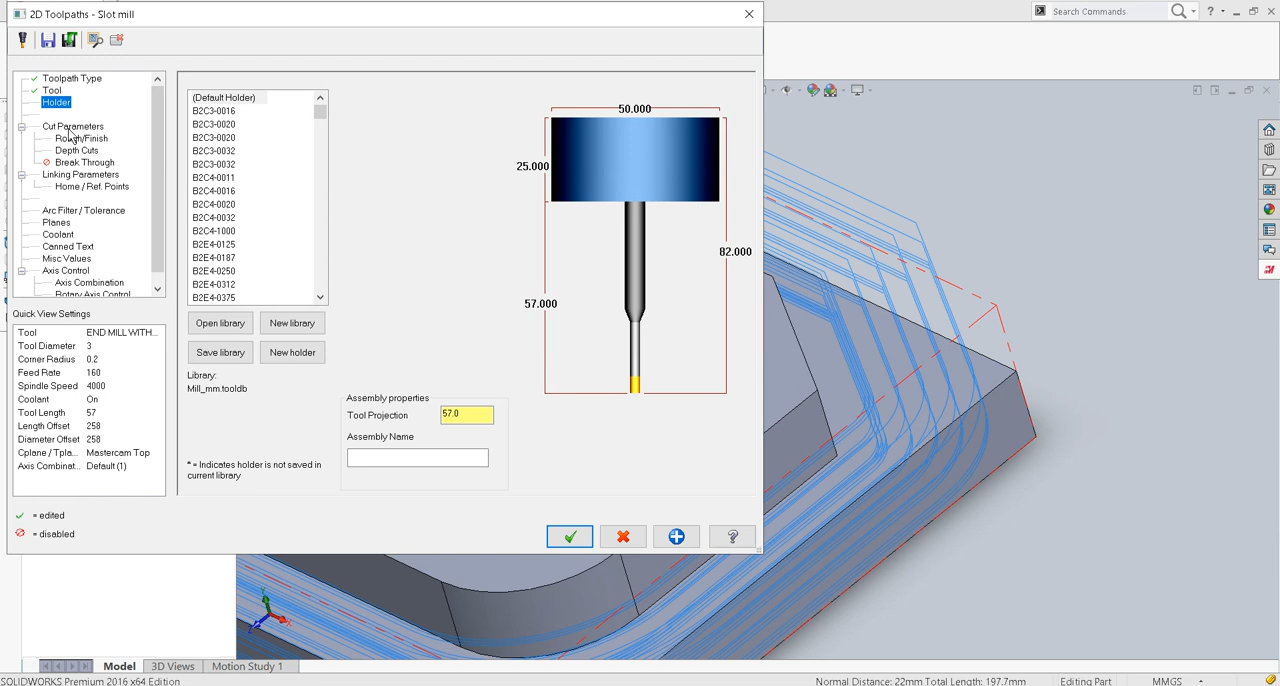 2D Toolpaths - Slot mill
Search Commands
Toolpath Type
Tool
Holder
Cut Parameters
Rough/Finish
Depth Cuts
Break Through
Linking Parameters
Home / Ref. Points
Arc Filter / Tolerance
Planes
Coolant
Canned Text
Misc Values
Axis Control
Axis Combination
Rotary Axis Control
(Default Holder)
B2C3-0016
B2C3-0020
B2C3-0020
B2C3-0032
B2C3-0032
B2C4-0011
B2C4-0016
B2C4-0020
B2C4-0032
B2C4-1000
B2E4-0125
B2E4-0187
B2E4-0250
B2E4-0312
B2E4-0375
50.000
25.000
82.000
57.000
Open library
New library
Save library
New holder
Library:
Mill_mm.tooldb
Assembly properties
Tool Projection 57.0
Assembly Name
* = Indicates holder is not saved in
current library
Quick View Settings
Tool END MILL WITH...
Tool Diameter 3
Corner Radius 0.2
Feed Rate 160
Spindle Speed 4000
Coolant On
Tool Length 57
Length Offset 258
Diameter Offset 258
Cplane / Tpla... Mastercam Top
Axis Combinat... Default (1)
= edited
= disabled
Model
3D Views
Motion Study 1
SOLIDWORKS Premium 2016 x64 Edition
Normal Distance: 22mm Total Length: 197.7mm
Editing Part
MMGS